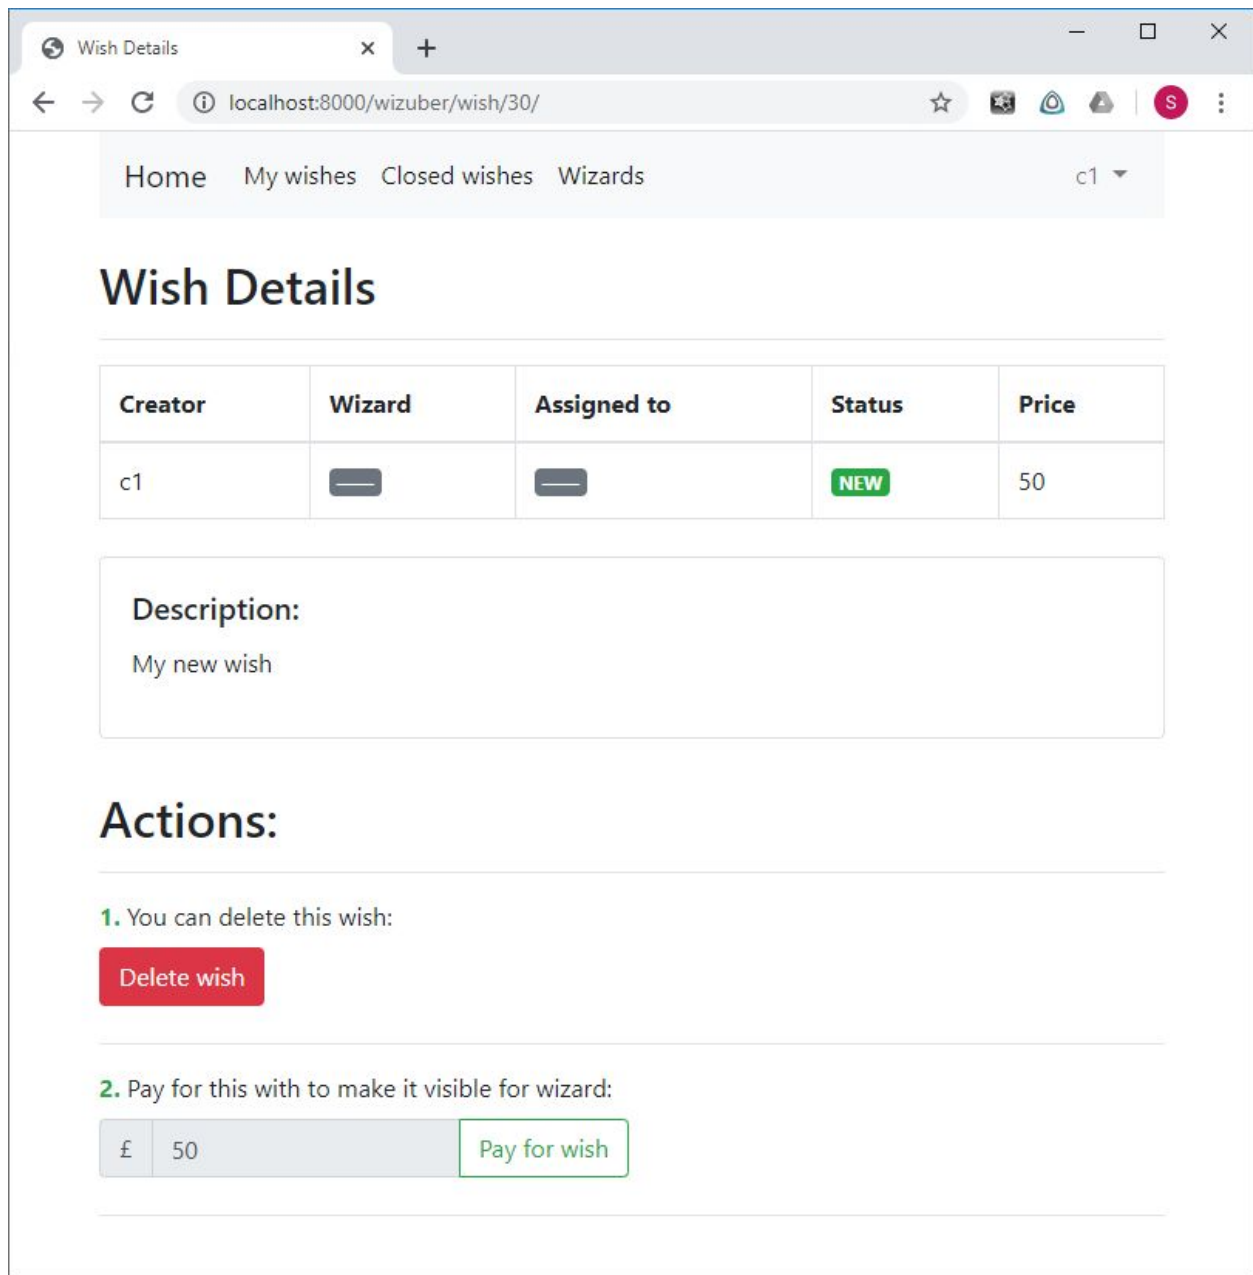 Wish Details
localhost:8000/wizuber/wish/30/
S
Home My wishes Closed wishes Wizards c1
Wish Details
Creator Wizard Assigned to Status Price
c1 —— —— NEW 50
Description:
My new wish
Actions:
1. You can delete this wish:
Delete wish
2. Pay for this with to make it visible for wizard:
£ 50 Pay for wish